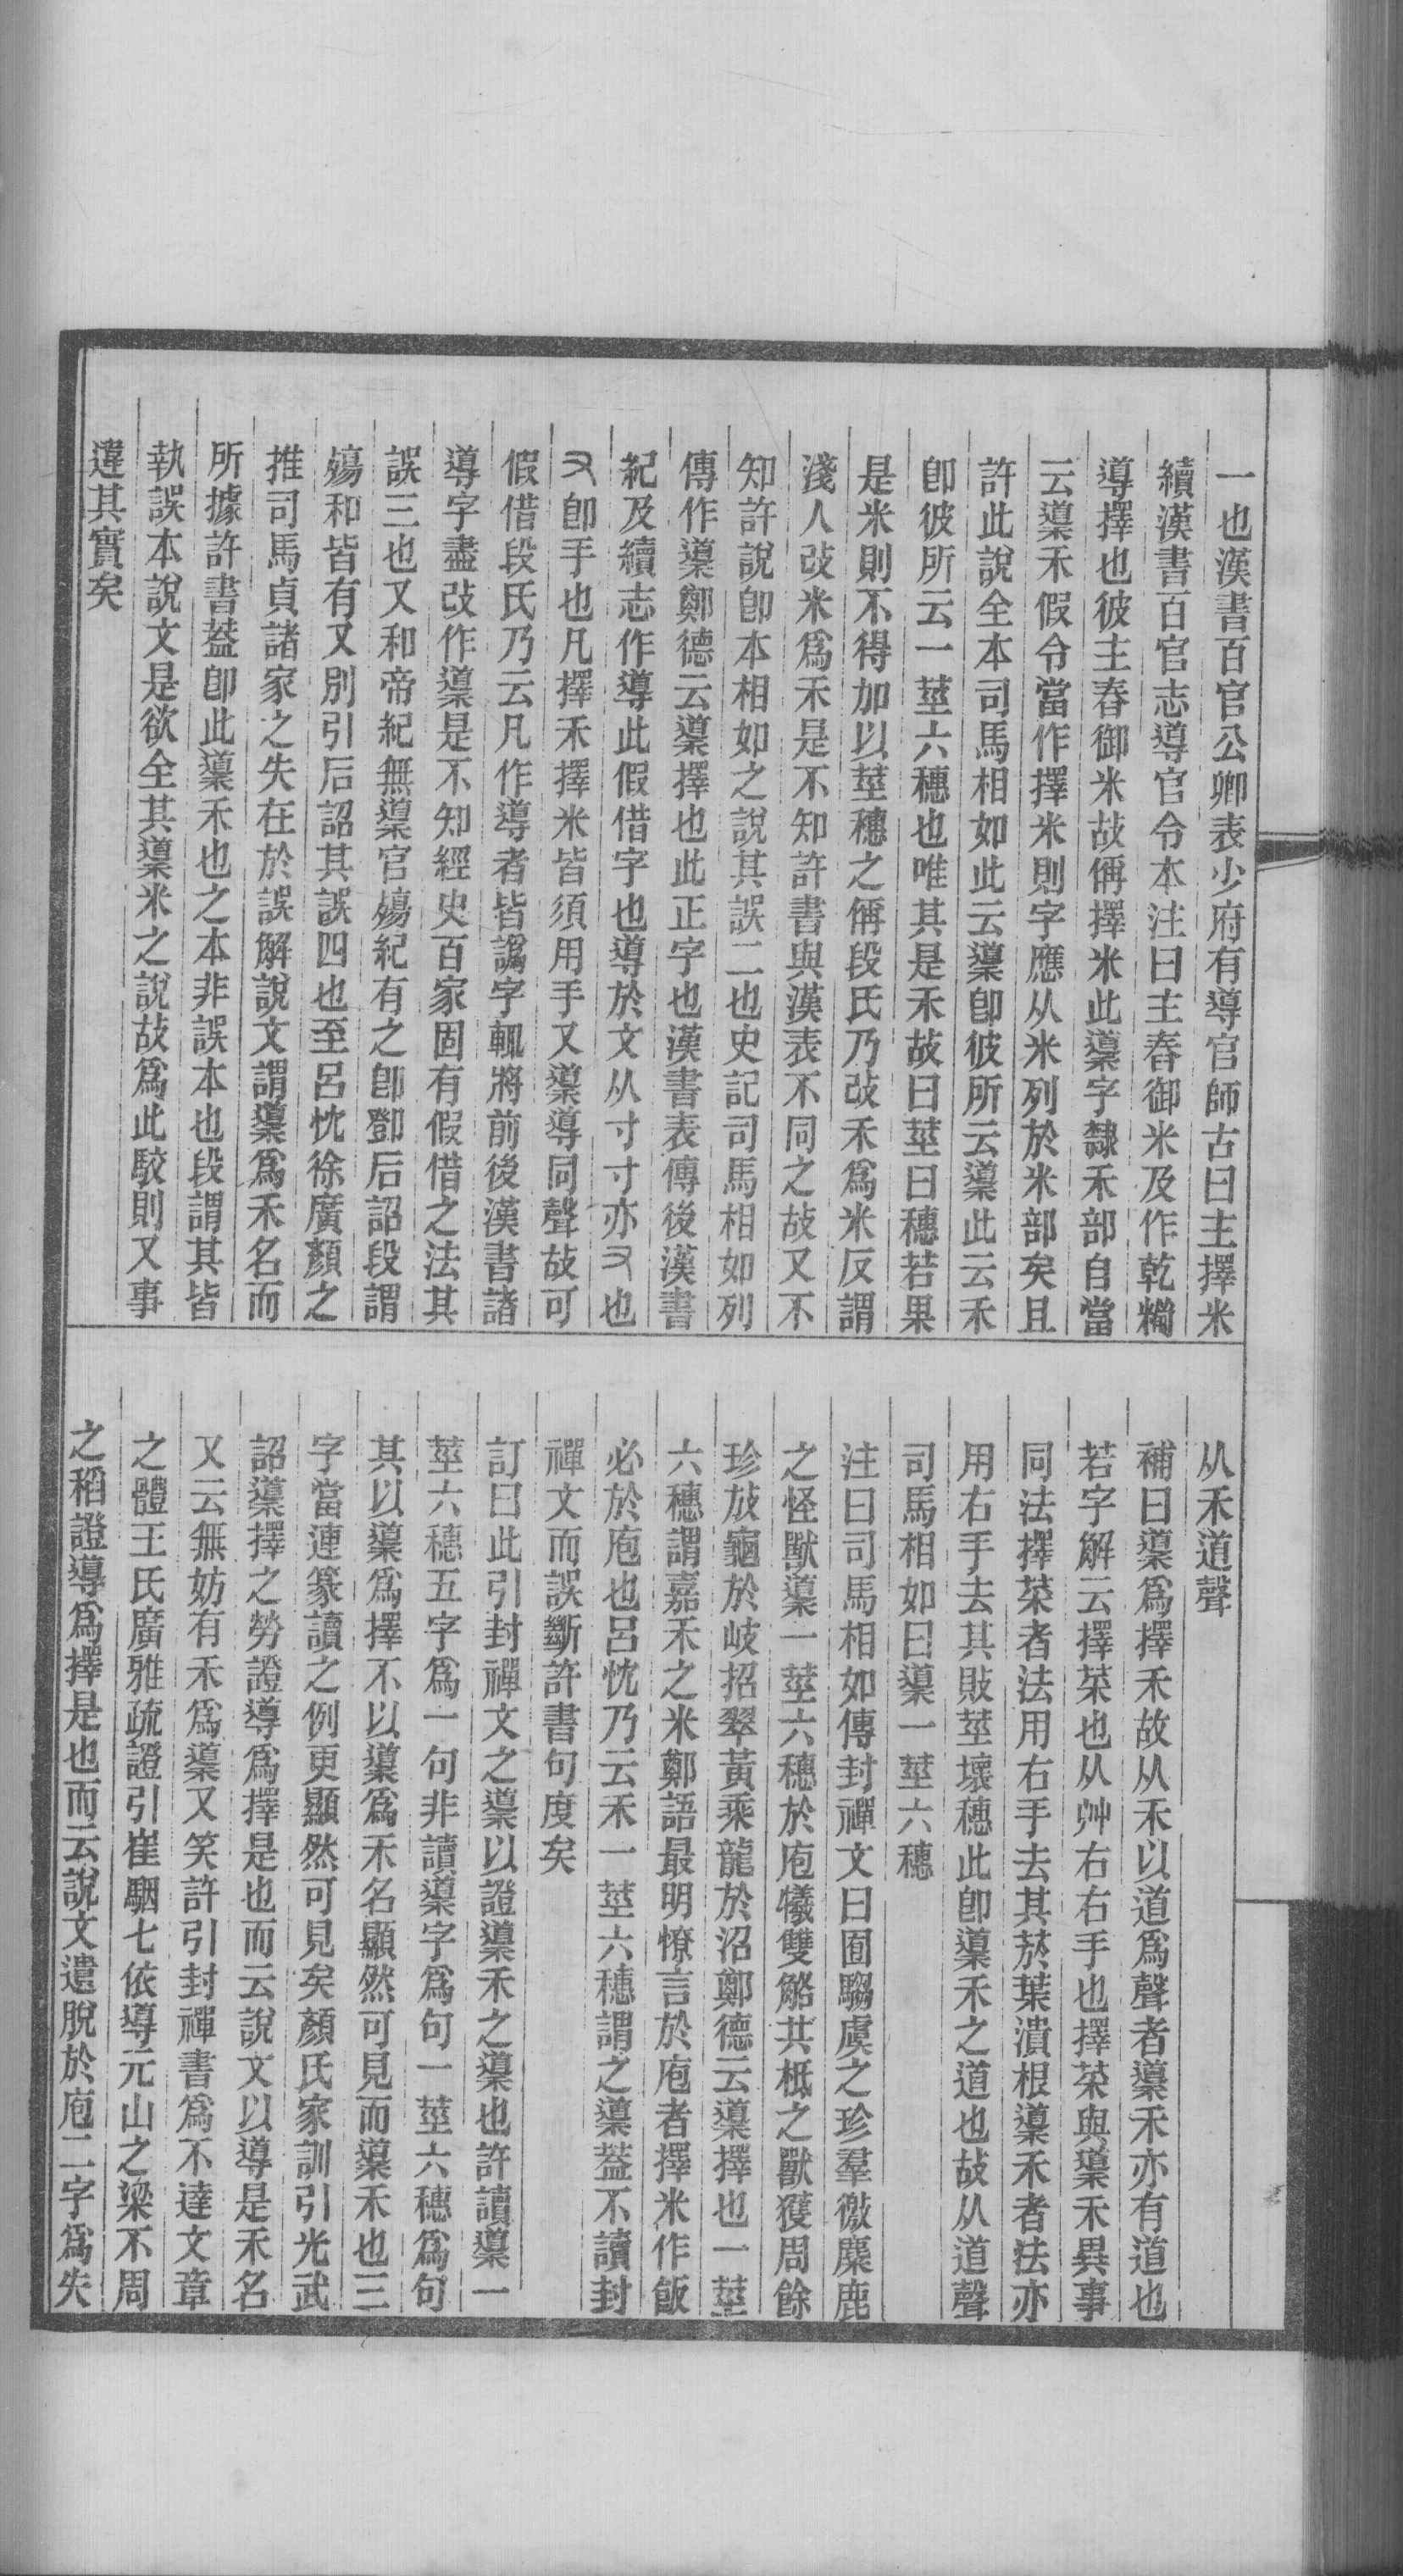 一也漢書百官公卿表少府有導官師古曰主擇米
續漢書百官志導官令本注曰主舂御米及作乾糒
導擇也彼主舂御米故偁擇米此䆃字隸禾部自當
云䆃禾假令當作擇米則字應从米列於米部矣且
許此說全本司馬相如此云䆃卽彼所云䆃此云禾
卽彼所云一莖六穗也唯其是禾故曰莖曰穗若果
是米則不得加以莖穗之偁段氏乃改禾爲米反謂
淺人改米爲禾是不知許書與漢表不同之故又不
知許說卽本相如之說其誤二也史記司馬相如列
傳作䆃鄭德云䆃擇也此正字也漢書表傳後漢書
紀及續志作導此假借字也導於文从寸寸亦又也
又卽手也凡擇禾擇米皆須用手又䆃導同聲故可
假借段氏乃云凡作導者皆譌字輒將前後漢書諸
導字盡改作䆃是不知經史百家固有假借之法其
誤三也又和帝紀無䆃官殤紀有之卽鄧后詔段謂
殤和皆有又別引后詔其誤四也至呂忱徐廣顏之
推司馬貞諸家之失在於誤解說文謂䆃爲禾名而
所據許書葢卽此䆃禾也之本非誤本也段謂其皆
執誤本說文是欲全其䆃米之說故爲此駮則又事
違其實矣
从禾道聲
補曰䆃爲擇禾故从禾以道爲聲者䆃禾亦有道也
若字解云擇菜也从艸右右手也擇菜與䆃禾異事
同法擇菜者法用右手去其菸葉潰根䆃禾者法亦
用右手去其敗莖壞穗此卽䆃禾之道也故从道聲
司馬相如曰䆃一莖六穗
注曰司馬相如傳封禪文曰囿騶虞之珍羣徼麋鹿
之怪獸䆃一莖六穗於庖犧雙觡共柢之獸獲周餘
珍放龜於岐招翠黃乘龍於沼鄭德云䆃擇也一莖
六穗謂嘉禾之米鄭語最明憭言於庖者擇米作飯
必於庖也呂忱乃云禾一莖六穗謂之䆃葢不讀封
禪文而誤斷許書句度矣
訂曰此引封禪文之䆃以證䆃禾之䆃也許讀䆃一
莖六穗五字爲一句非讀䆃字爲句一莖六穗爲句
其以䆃爲擇不以䆃爲禾名顯然可見而䆃禾也三
字當連篆讀之例更顯然可見矣顏氏家訓引光武
詔䆃擇之勞證導爲擇是也而云說文以導是禾名
又云無妨有禾爲䆃又笑許引封禪書爲不達文章
之體王氏廣雅疏證引崔駰七依導元山之梁不周
之稻證導爲擇是也而云說文遺脫於庖二字爲失